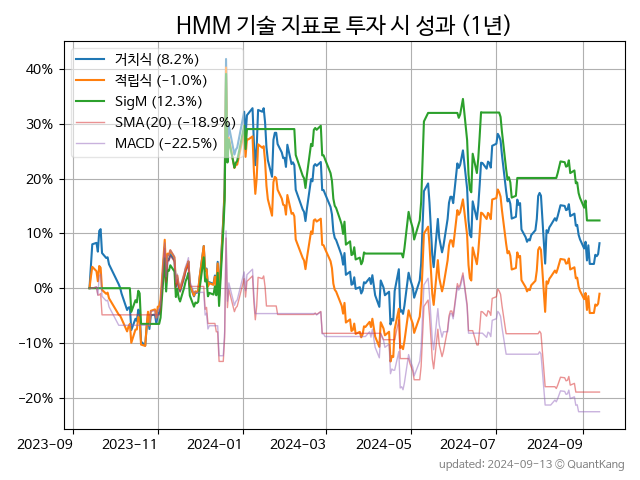 HMM 기술 지표로 투자 시 성과 (1년)
거치식 (8.2%)
적립식 (−1.0%)
SigM (12.3%)
SMA(20) (−18.9%)
MACD (−22.5%)
40%
30%
20%
10%
0%
−10%
−20%
2023-09 2023-11 2024-01 2024-03 2024-05 2024-07 2024-09
updated: 2024-09-13 ⓒ QuantKang